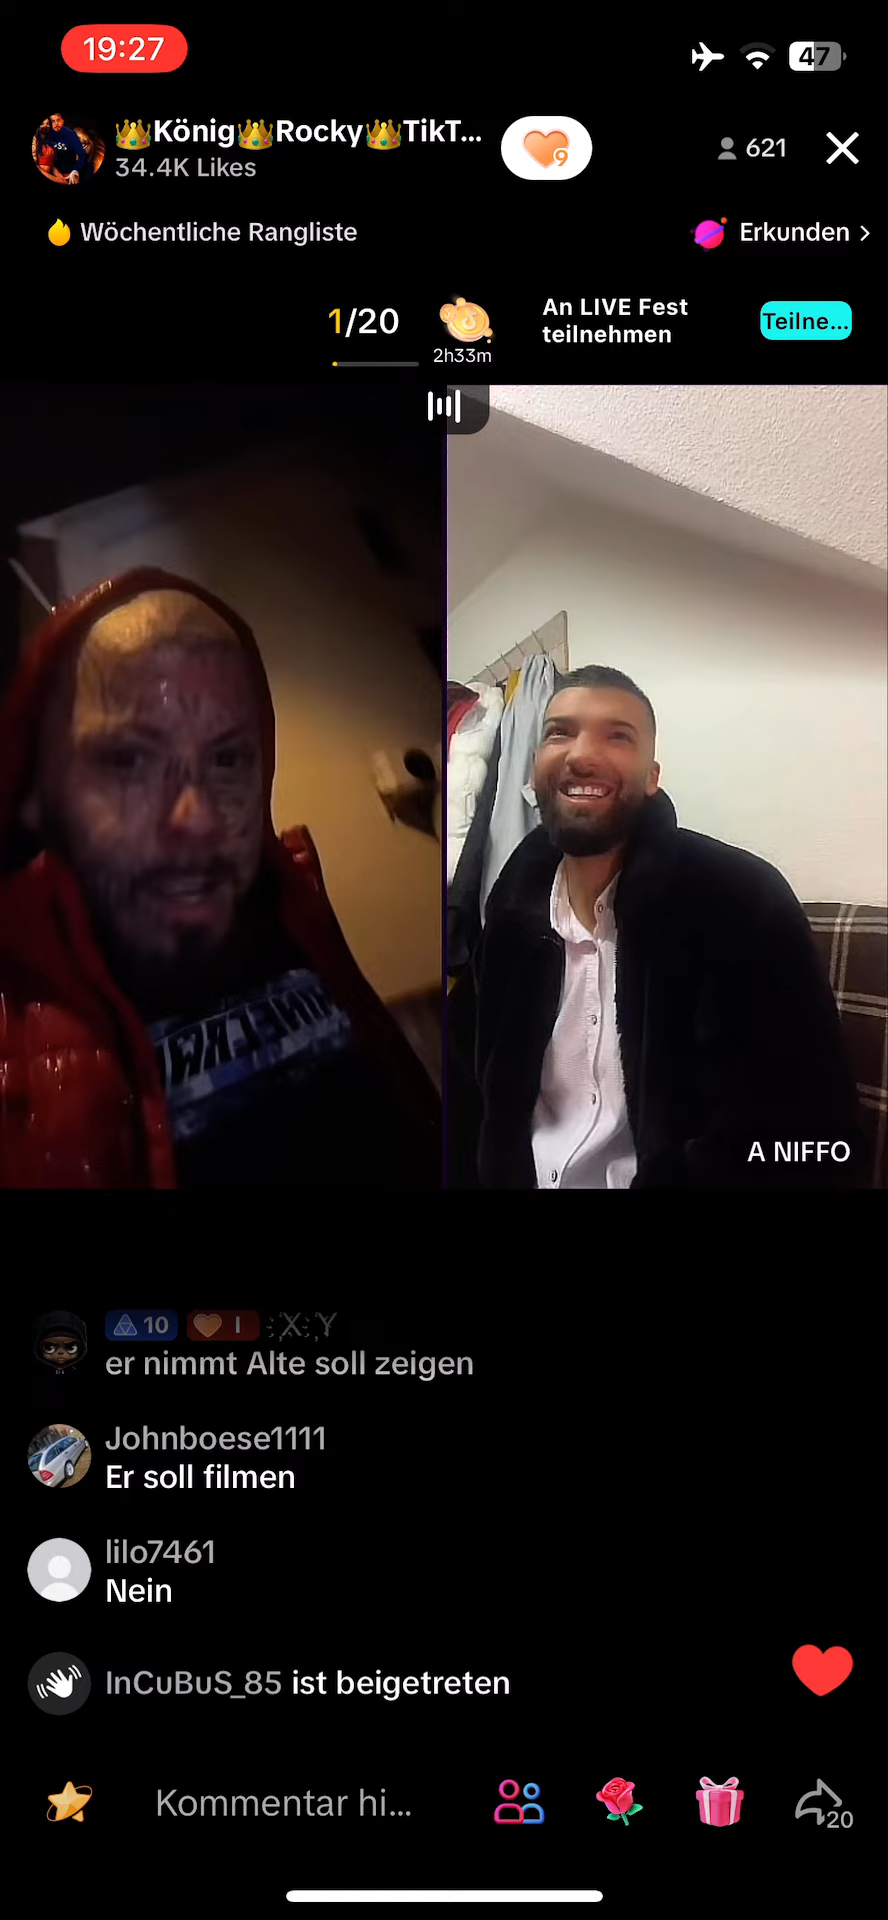 19:27
47
👑König👑Rocky👑TikT...
34.4K Likes
9
621
Wöchentliche Rangliste
Erkunden >
1/20
2h33m
An LIVE Fest
teilnehmen
Teilne...
A NIFFO
10 I X Y
er nimmt Alte soll zeigen
Johnboese1111
Er soll filmen
lilo7461
Nein
InCuBuS_85 ist beigetreten
Kommentar hi...
20